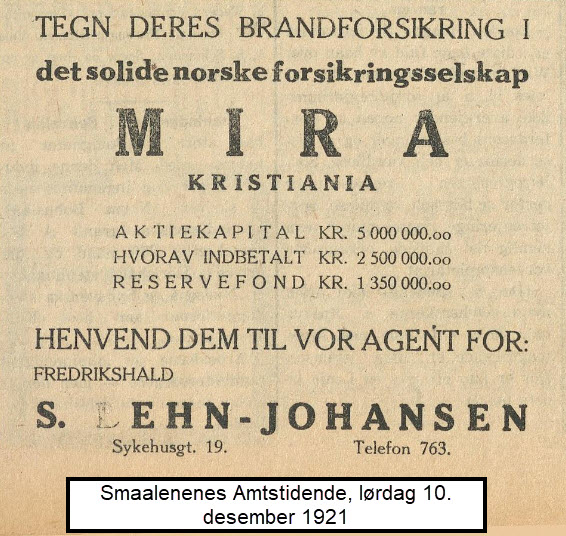 TEGN DERES BRANDFORSIKRING I
det solide norske forsikringsselskap
MIRA
KRISTIANIA
AKTIEKAPITAL KR. 5 000 000.oo
HVORAV INDBETALT KR. 2 500 000.oo
RESERVEFOND KR. 1 350 000.oo
HENVEND DEM TIL VOR AGENT FOR:
FREDRIKSHALD
S. LEHN-JOHANSEN
Sykehusgt. 19. Telefon 763.
Smaalenenes Amtstidende, lørdag 10.
desember 1921